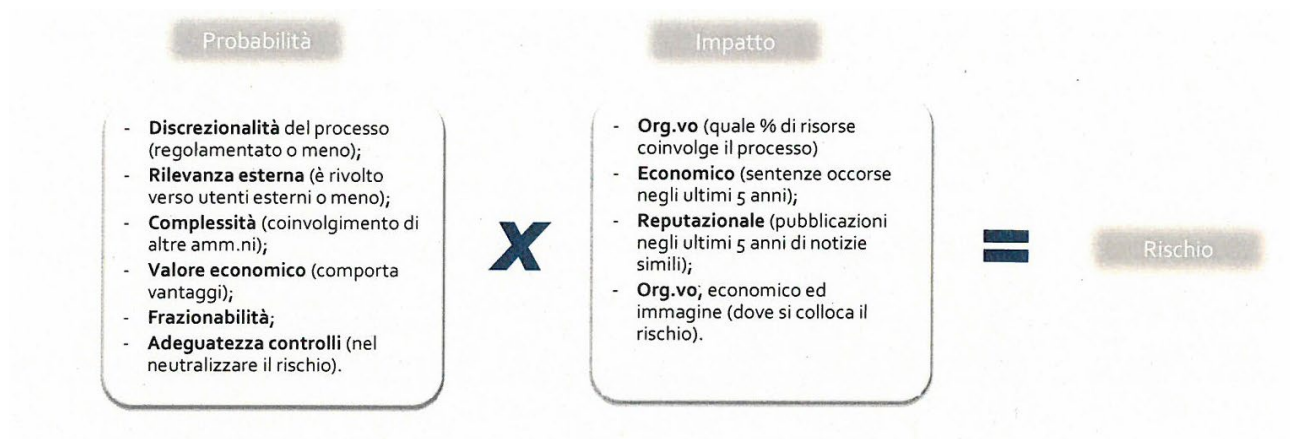 Probabilità
- Discrezionalità del processo
(regolamentato o meno);
- Rilevanza esterna (è rivolto
verso utenti esterni o meno);
- Complessità (coinvolgimento di
altre amm.ni);
- Valore economico (comporta
vantaggi);
- Frazionabilità;
- Adeguatezza controlli (nel
neutralizzare il rischio).
x
Impatto
- Org.vo (quale % di risorse
coinvolge il processo)
- Economico (sentenze occorse
negli ultimi 5 anni);
- Reputazionale (pubblicazioni
negli ultimi 5 anni di notizie
simili);
- Org.vo, economico ed
immagine (dove si colloca il
rischio).
=
Rischio